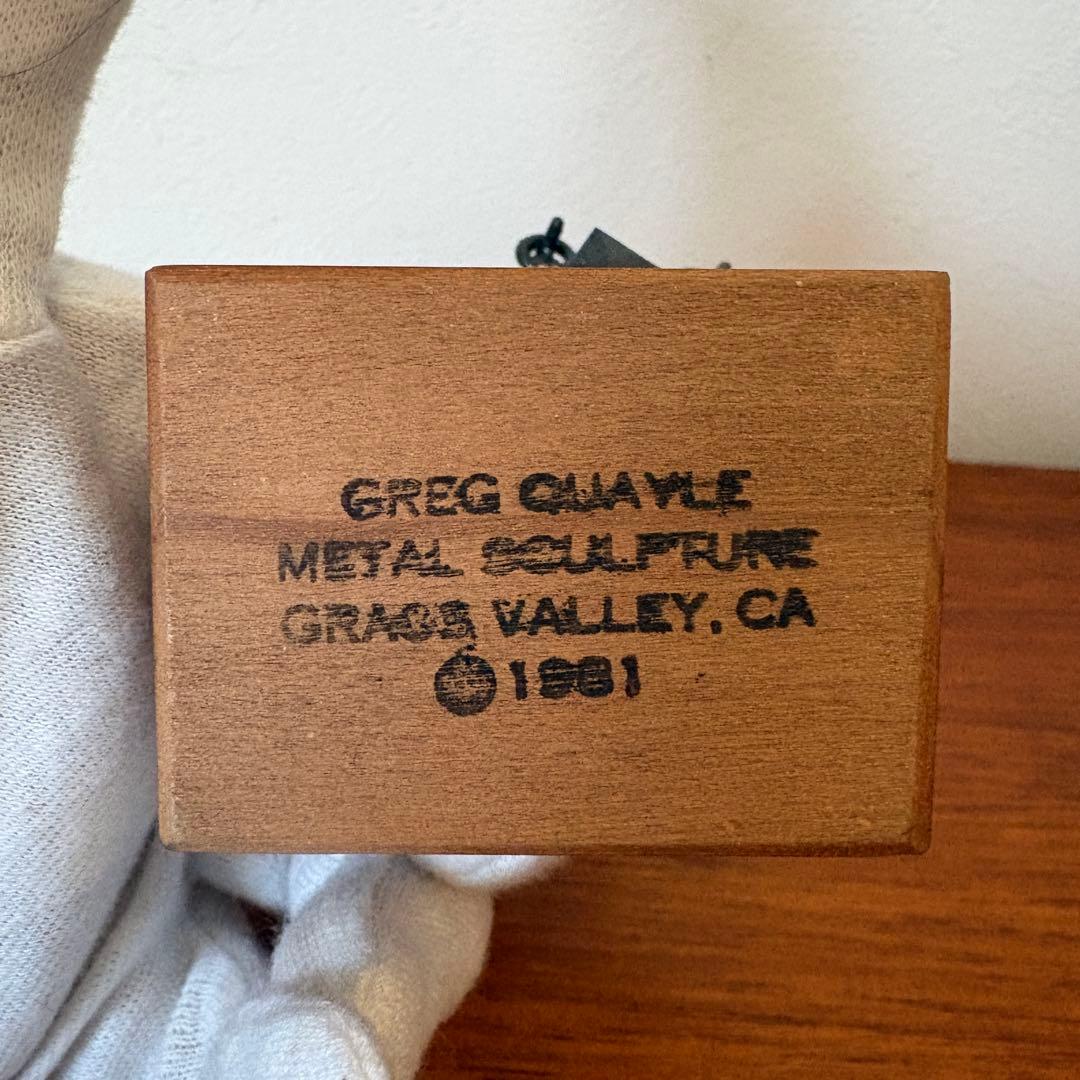 GREG QUAYLE
METAL SCULPTURE
GRASS VALLEY, CA
© 1981